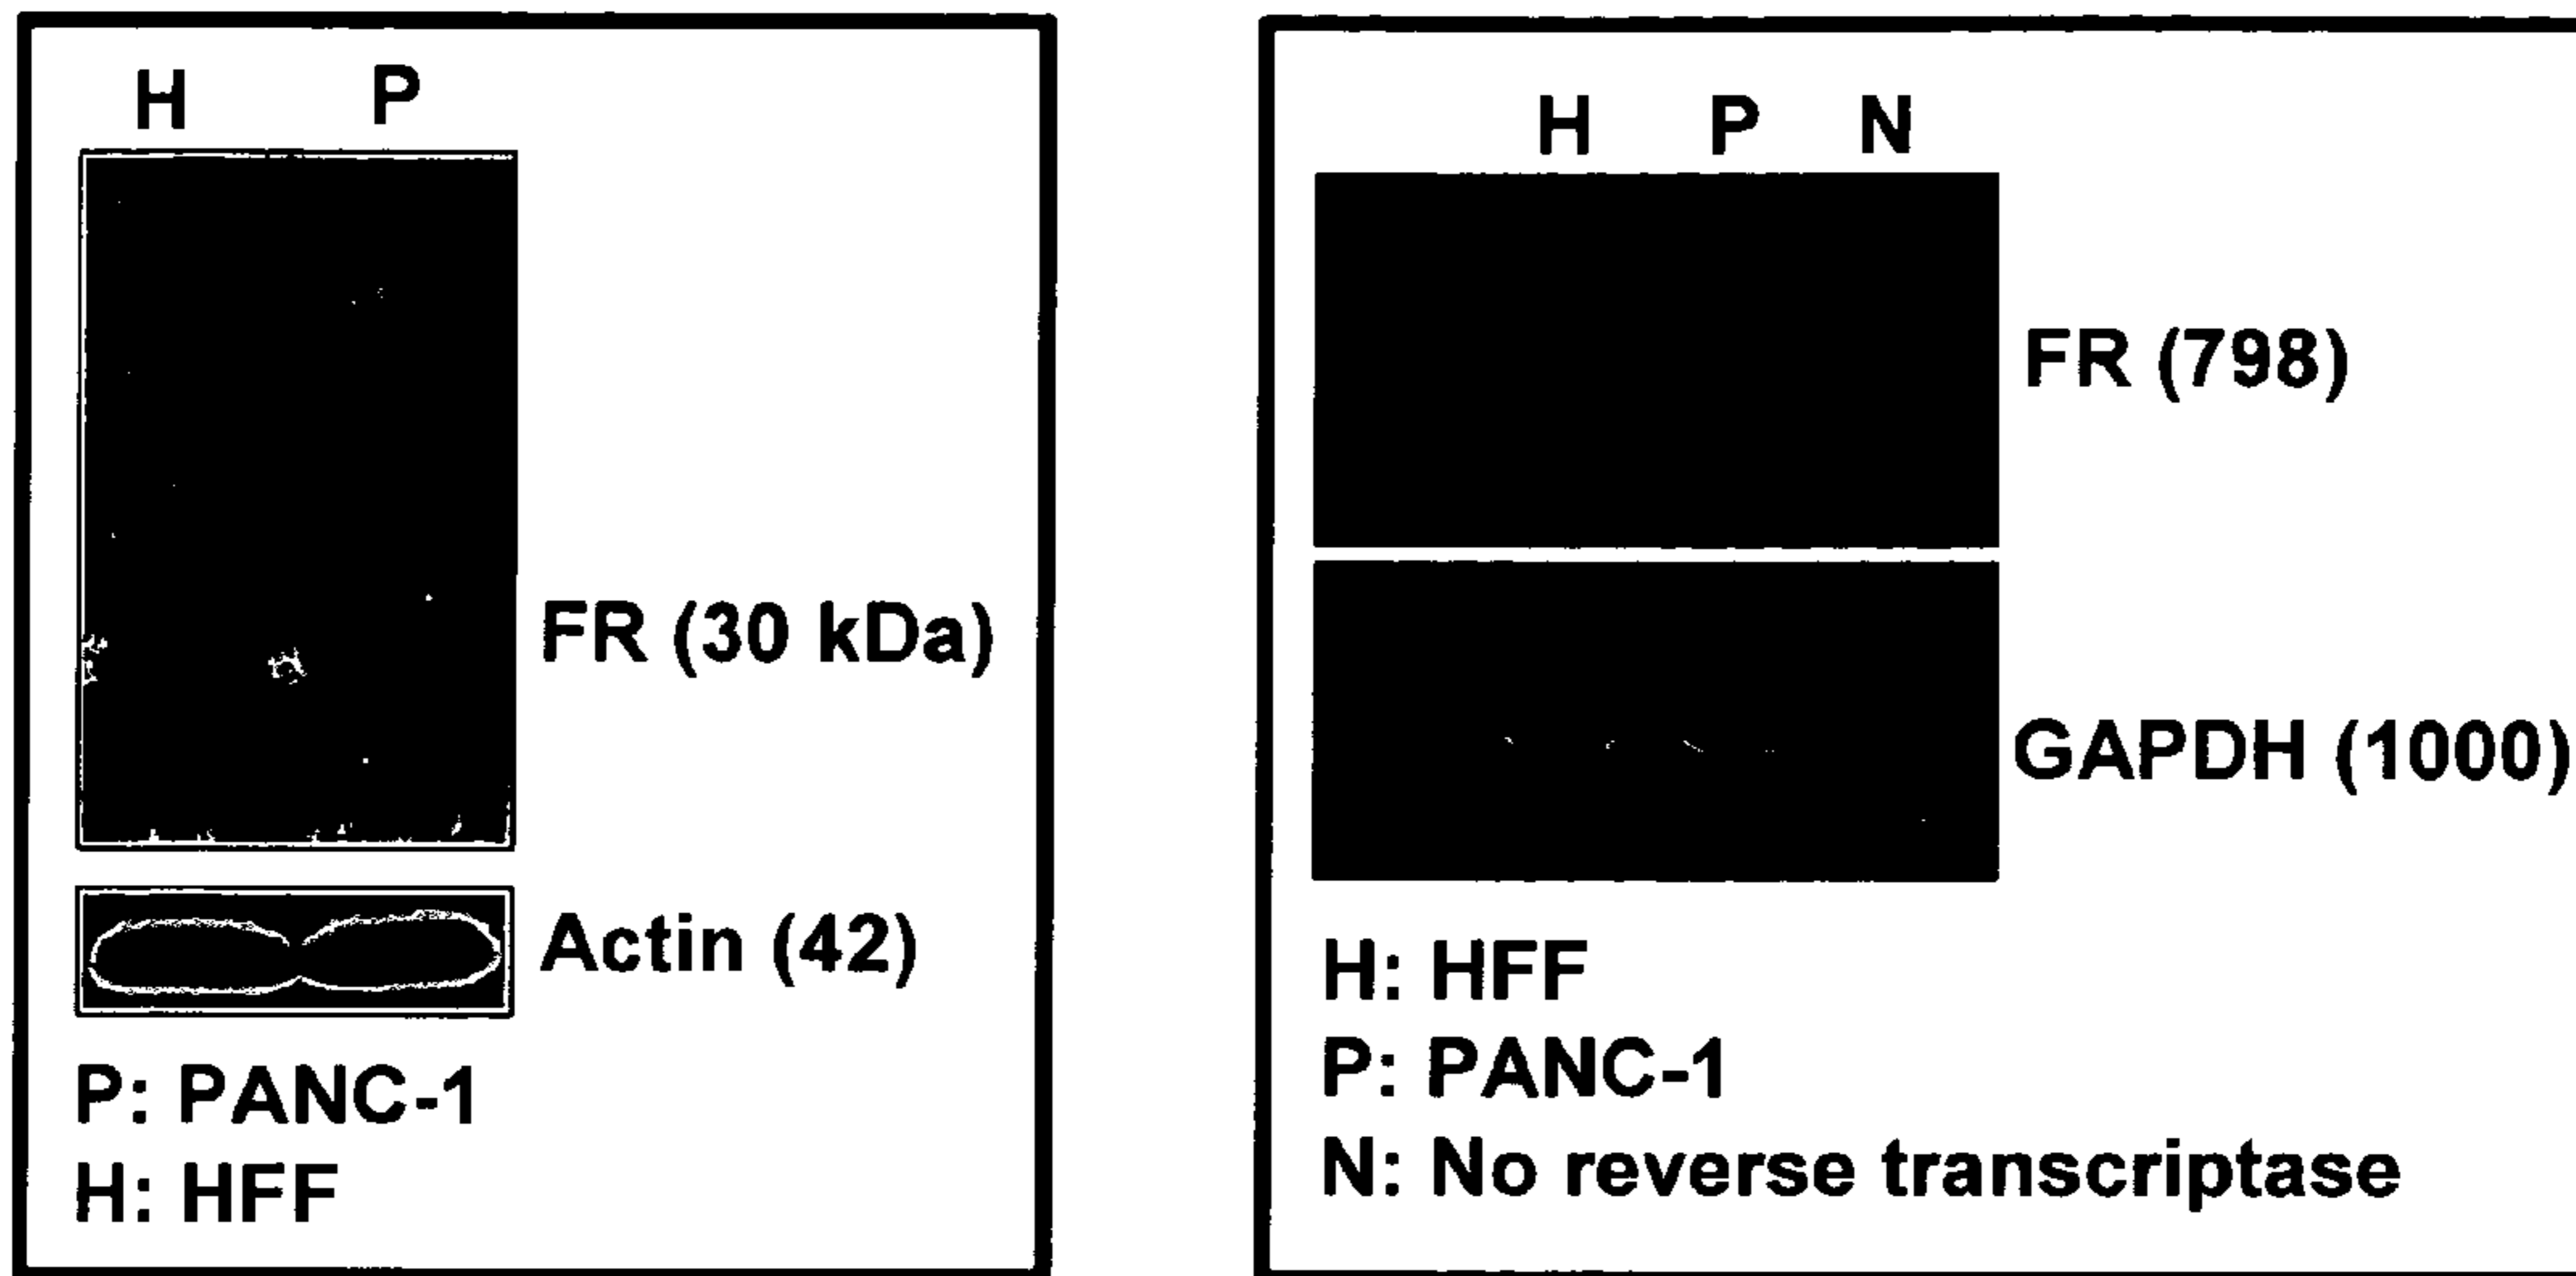 H P
FR (30 kDa)
Actin (42)
P: PANC-1
H: HFF
H P N
FR (798)
GAPDH (1000)
H: HFF
P: PANC-1
N: No reverse transcriptase